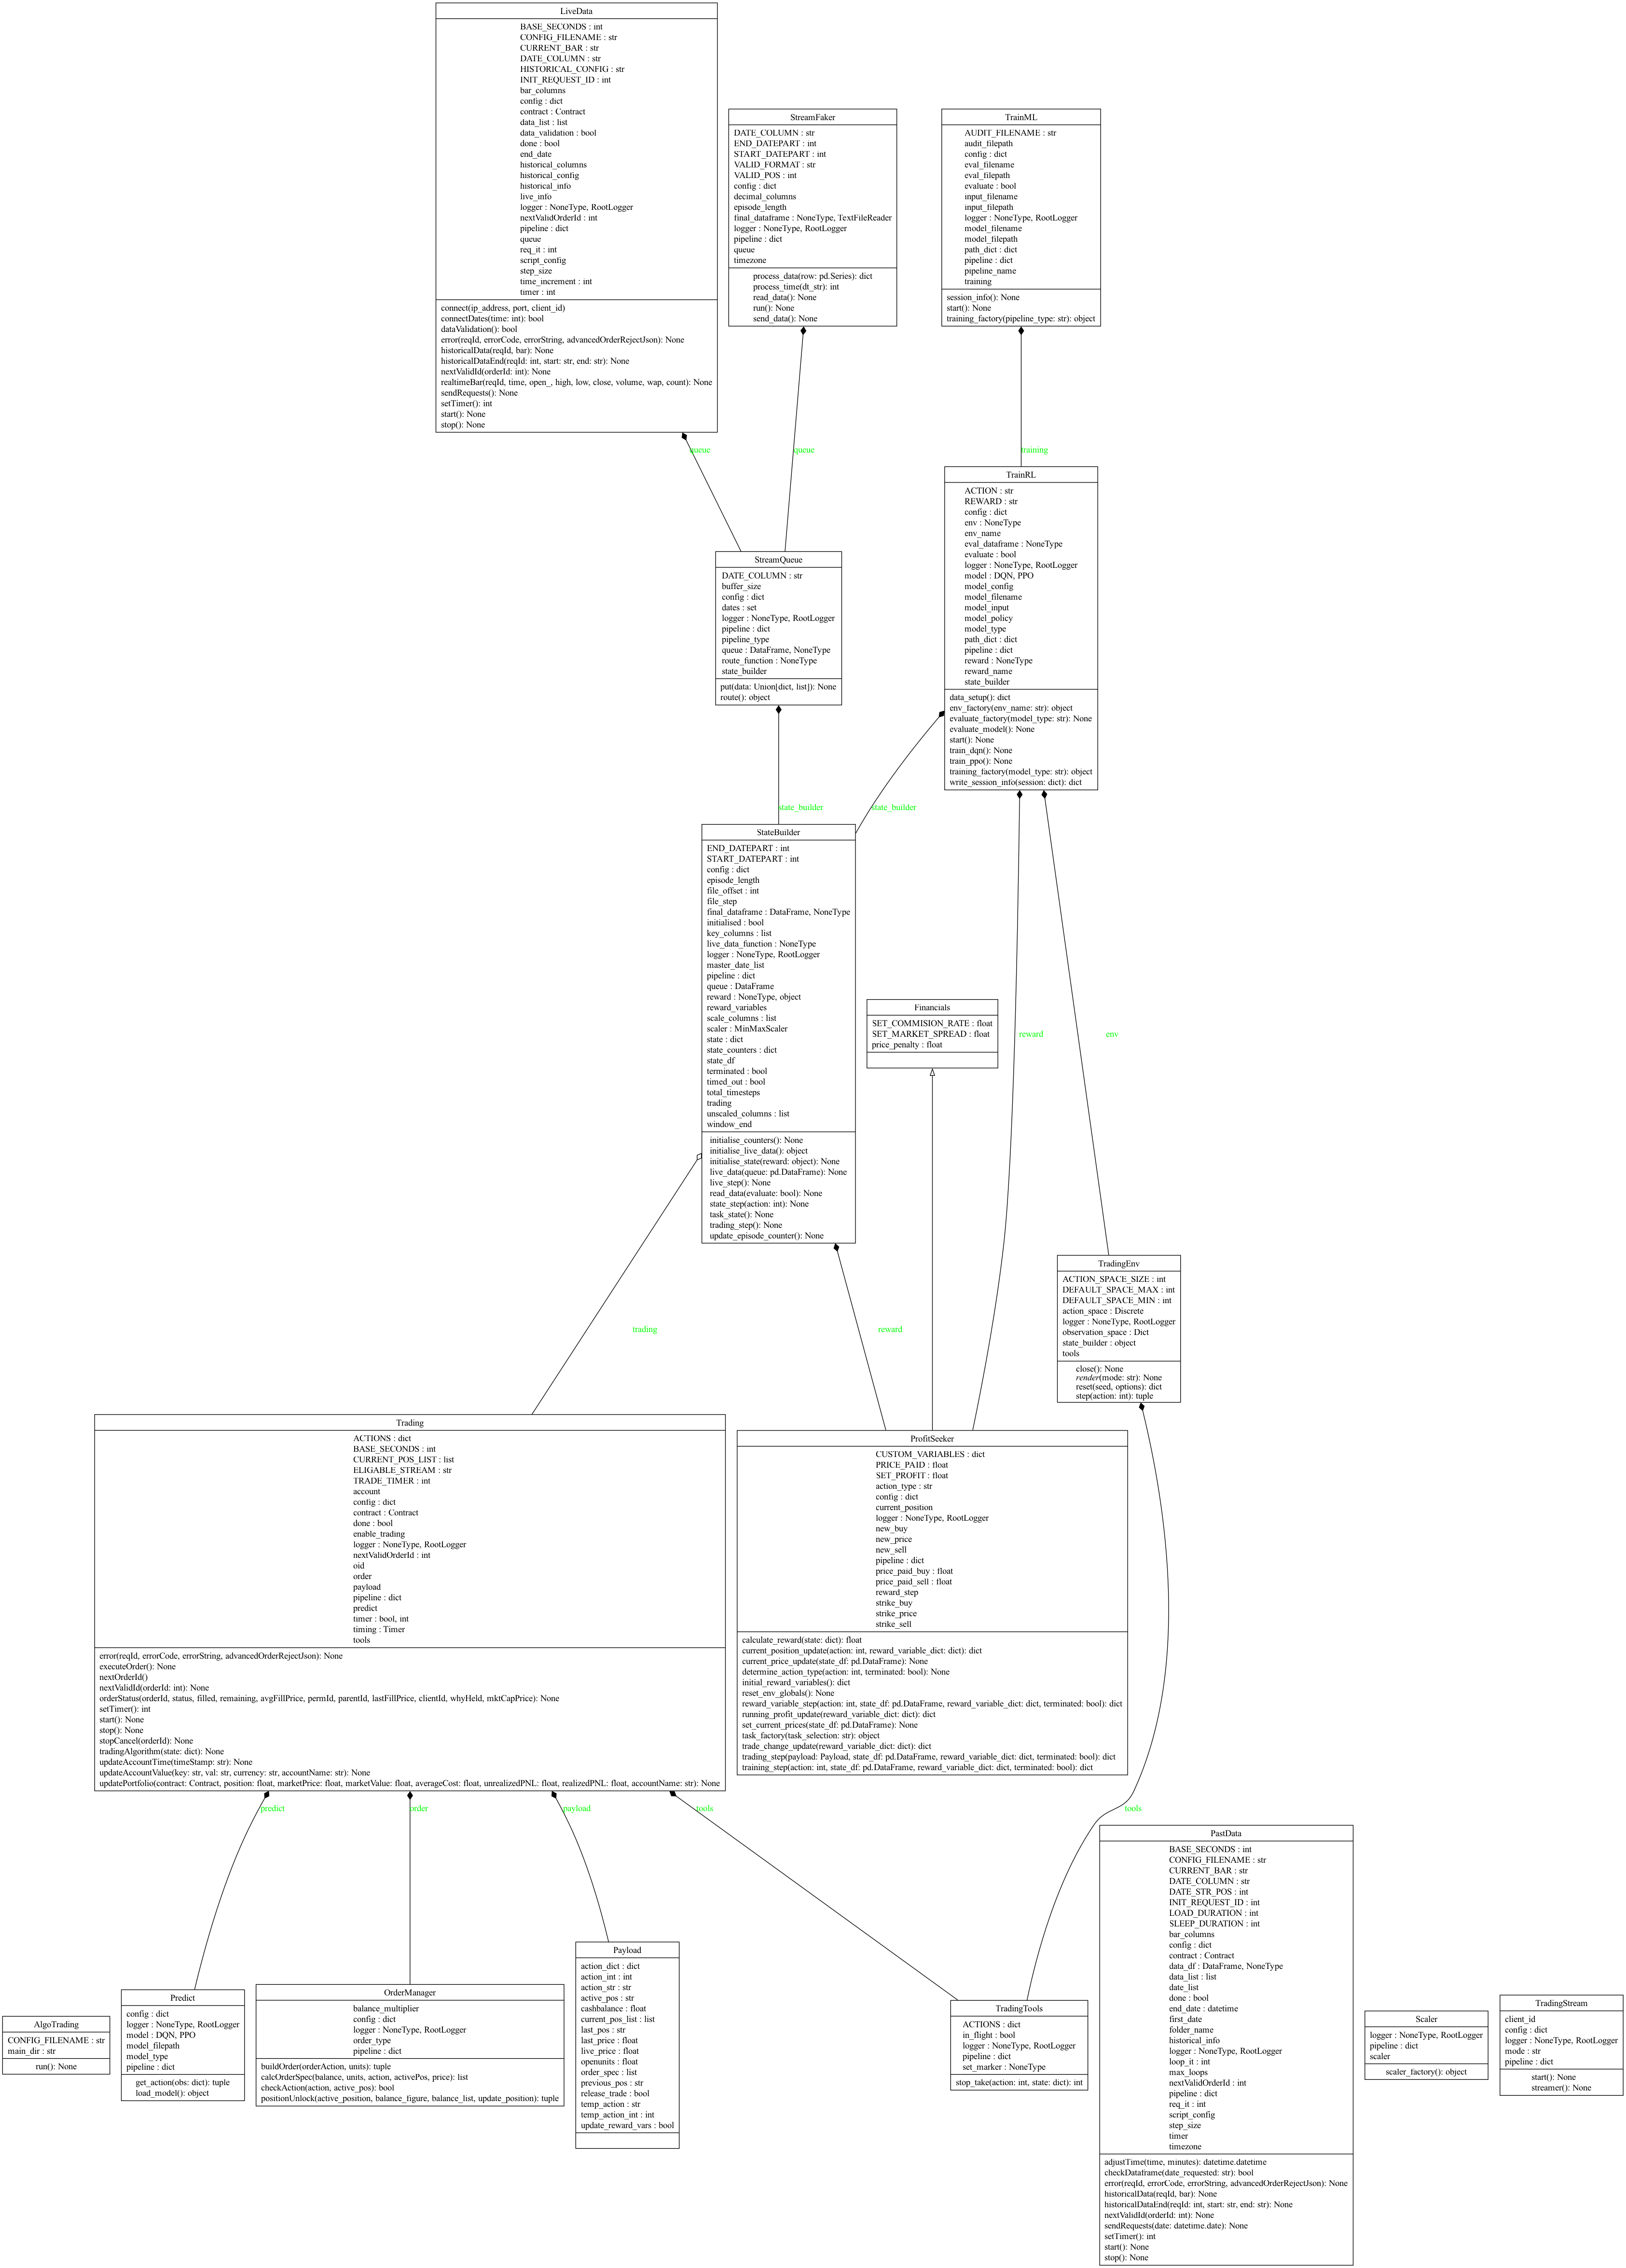 LiveData
BASE_SECONDS : int
CONFIG_FILENAME : str
CURRENT_BAR : str
DATE_COLUMN : str
HISTORICAL_CONFIG : str
INIT_REQUEST_ID : int
bar_columns
config : dict
contract : Contract
data_list : list
data_validation : bool
done : bool
end_date
historical_columns
historical_config
historical_info
live_info
logger : NoneType, RootLogger
nextValidOrderId : int
pipeline : dict
queue
req_it : int
script_config
step_size
time_increment : int
timer : int
connect(ip_address, port, client_id)
connectDates(time: int): bool
dataValidation(): bool
error(reqId, errorCode, errorString, advancedOrderRejectJson): None
historicalData(reqId, bar): None
historicalDataEnd(reqId: int, start: str, end: str): None
nextValidId(orderId: int): None
realtimeBar(reqId, time, open_, high, low, close, volume, wap, count): None
sendRequests(): None
setTimer(): int
start(): None
stop(): None
StreamFaker
DATE_COLUMN : str
END_DATEPART : int
START_DATEPART : int
VALID_FORMAT : str
VALID_POS : int
config : dict
decimal_columns
episode_length
final_dataframe : NoneType, TextFileReader
logger : NoneType, RootLogger
pipeline : dict
queue
timezone
process_data(row: pd.Series): dict
process_time(dt_str): int
read_data(): None
run(): None
send_data(): None
TrainML
AUDIT_FILENAME : str
audit_filepath
config : dict
eval_filename
eval_filepath
evaluate : bool
input_filename
input_filepath
logger : NoneType, RootLogger
model_filename
model_filepath
path_dict : dict
pipeline : dict
pipeline_name
training
session_info(): None
start(): None
training_factory(pipeline_type: str): object
queue
queue
training
TrainRL
ACTION : str
REWARD : str
config : dict
env : NoneType
env_name
eval_dataframe : NoneType
evaluate : bool
logger : NoneType, RootLogger
model : DQN, PPO
model_config
model_filename
model_input
model_policy
model_type
path_dict : dict
pipeline : dict
reward : NoneType
reward_name
state_builder
data_setup(): dict
env_factory(env_name: str): object
evaluate_factory(model_type: str): None
evaluate_model(): None
start(): None
train_dqn(): None
train_ppo(): None
training_factory(model_type: str): object
write_session_info(session: dict): dict
StreamQueue
DATE_COLUMN : str
buffer_size
config : dict
dates : set
logger : NoneType, RootLogger
pipeline : dict
pipeline_type
queue : DataFrame, NoneType
route_function : NoneType
state_builder
put(data: Union[dict, list]): None
route(): object
state_builder
state_builder
StateBuilder
END_DATEPART : int
START_DATEPART : int
config : dict
episode_length
file_offset : int
file_step
final_dataframe : DataFrame, NoneType
initialised : bool
key_columns : list
live_data_function : NoneType
logger : NoneType, RootLogger
master_date_list
pipeline : dict
queue : DataFrame
reward : NoneType, object
reward_variables
scale_columns : list
scaler : MinMaxScaler
state : dict
state_counters : dict
state_df
terminated : bool
timed_out : bool
total_timesteps
trading
unscaled_columns : list
window_end
initialise_counters(): None
initialise_live_data(): object
initialise_state(reward: object): None
live_data(queue: pd.DataFrame): None
live_step(): None
read_data(evaluate: bool): None
state_step(action: int): None
task_state(): None
trading_step(): None
update_episode_counter(): None
Financials
SET_COMMISION_RATE : float
SET_MARKET_SPREAD : float
price_penalty : float
reward
env
TradingEnv
ACTION_SPACE_SIZE : int
DEFAULT_SPACE_MAX : int
DEFAULT_SPACE_MIN : int
action_space : Discrete
logger : NoneType, RootLogger
observation_space : Dict
state_builder : object
tools
close(): None
render(mode: str): None
reset(seed, options): dict
step(action: int): tuple
trading
reward
Trading
ACTIONS : dict
BASE_SECONDS : int
CURRENT_POS_LIST : list
ELIGABLE_STREAM : str
TRADE_TIMER : int
account
config : dict
contract : Contract
done : bool
enable_trading
logger : NoneType, RootLogger
nextValidOrderId : int
oid
order
payload
pipeline : dict
predict
timer : bool, int
timing : Timer
tools
error(reqId, errorCode, errorString, advancedOrderRejectJson): None
executeOrder(): None
nextOrderId()
nextValidId(orderId: int): None
orderStatus(orderId, status, filled, remaining, avgFillPrice, permId, parentId, lastFillPrice, clientId, whyHeld, mktCapPrice): None
setTimer(): int
start(): None
stop(): None
stopCancel(orderId): None
tradingAlgorithm(state: dict): None
updateAccountTime(timeStamp: str): None
updateAccountValue(key: str, val: str, currency: str, accountName: str): None
updatePortfolio(contract: Contract, position: float, marketPrice: float, marketValue: float, averageCost: float, unrealizedPNL: float, realizedPNL: float, accountName: str): None
ProfitSeeker
CUSTOM_VARIABLES : dict
PRICE_PAID : float
SET_PROFIT : float
action_type : str
config : dict
current_position
logger : NoneType, RootLogger
new_buy
new_price
new_sell
pipeline : dict
price_paid_buy : float
price_paid_sell : float
reward_step
strike_buy
strike_price
strike_sell
calculate_reward(state: dict): float
current_position_update(action: int, reward_variable_dict: dict): dict
current_price_update(state_df: pd.DataFrame): None
determine_action_type(action: int, terminated: bool): None
initial_reward_variables(): dict
reset_env_globals(): None
reward_variable_step(action: int, state_df: pd.DataFrame, reward_variable_dict: dict, terminated: bool): dict
running_profit_update(reward_variable_dict: dict): dict
set_current_prices(state_df: pd.DataFrame): None
task_factory(task_selection: str): object
trade_change_update(reward_variable_dict: dict): dict
trading_step(payload: Payload, state_df: pd.DataFrame, reward_variable_dict: dict, terminated: bool): dict
training_step(action: int, state_df: pd.DataFrame, reward_variable_dict: dict, terminated: bool): dict
predict
order
payload
tools
tools
AlgoTrading
CONFIG_FILENAME : str
main_dir : str
run(): None
Predict
config : dict
logger : NoneType, RootLogger
model : DQN, PPO
model_filepath
model_type
pipeline : dict
get_action(obs: dict): tuple
load_model(): object
OrderManager
balance_multiplier
config : dict
logger : NoneType, RootLogger
order_type
pipeline : dict
buildOrder(orderAction, units): tuple
calcOrderSpec(balance, units, action, activePos, price): list
checkAction(action, active_pos): bool
positionUnlock(active_position, balance_figure, balance_list, update_position): tuple
Payload
action_dict : dict
action_int : int
action_str : str
active_pos : str
cashbalance : float
current_pos_list : list
last_pos : str
last_price : float
live_price : float
openunits : float
order_spec : list
previous_pos : str
release_trade : bool
temp_action : str
temp_action_int : int
update_reward_vars : bool
TradingTools
ACTIONS : dict
in_flight : bool
logger : NoneType, RootLogger
pipeline : dict
set_marker : NoneType
stop_take(action: int, state: dict): int
PastData
BASE_SECONDS : int
CONFIG_FILENAME : str
CURRENT_BAR : str
DATE_COLUMN : str
DATE_STR_POS : int
INIT_REQUEST_ID : int
LOAD_DURATION : int
SLEEP_DURATION : int
bar_columns
config : dict
contract : Contract
data_df : DataFrame, NoneType
data_list : list
date_list
done : bool
end_date : datetime
first_date
folder_name
historical_info
logger : NoneType, RootLogger
loop_it : int
max_loops
nextValidOrderId : int
pipeline : dict
req_it : int
script_config
step_size
timer
timezone
adjustTime(time, minutes): datetime.datetime
checkDataframe(date_requested: str): bool
error(reqId, errorCode, errorString, advancedOrderRejectJson): None
historicalData(reqId, bar): None
historicalDataEnd(reqId: int, start: str, end: str): None
nextValidId(orderId: int): None
sendRequests(date: datetime.date): None
setTimer(): int
start(): None
stop(): None
Scaler
logger : NoneType, RootLogger
pipeline : dict
scaler
scaler_factory(): object
TradingStream
client_id
config : dict
logger : NoneType, RootLogger
mode : str
pipeline : dict
start(): None
streamer(): None